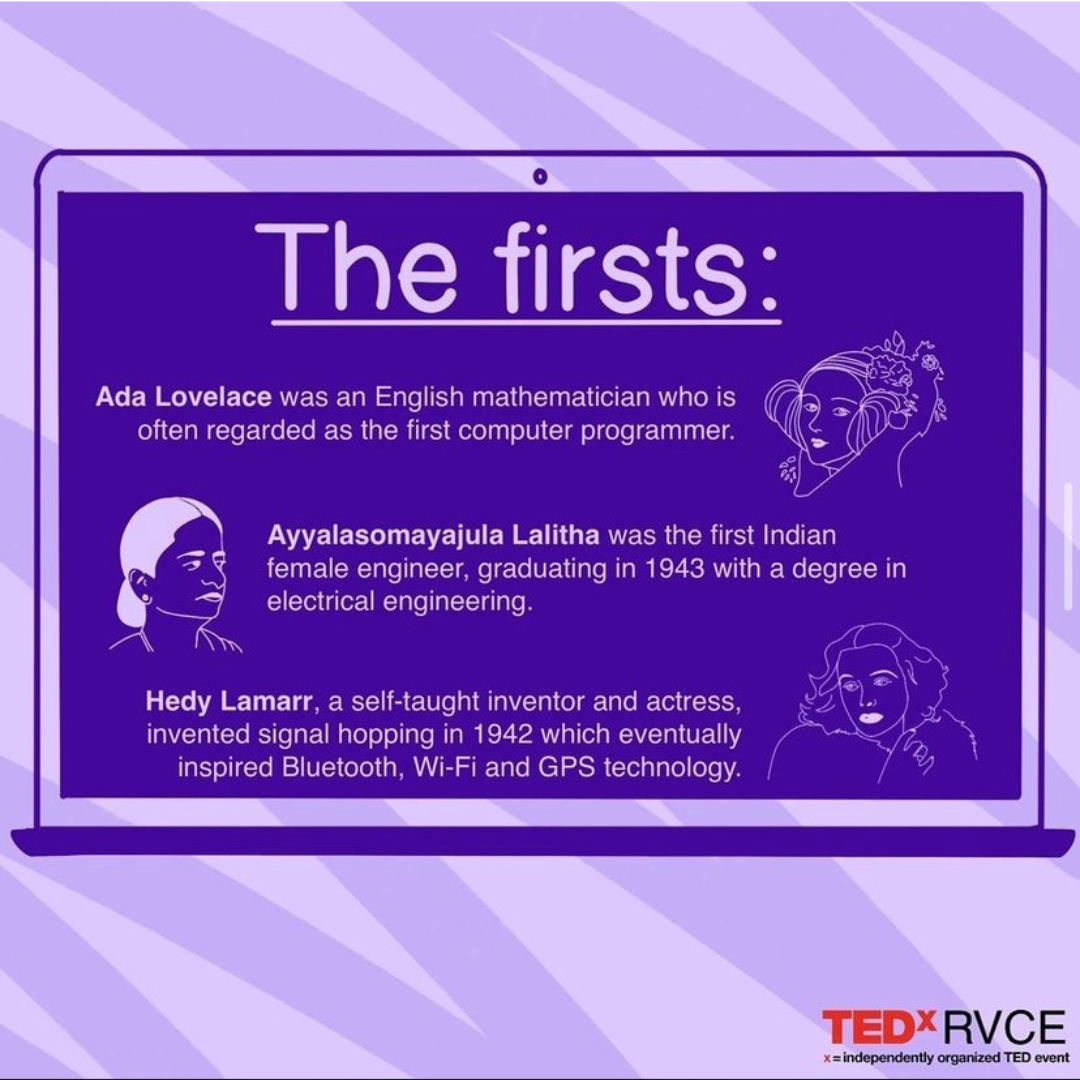 The firsts:
Ada Lovelace was an English mathematician who is
often regarded as the first computer programmer.
Ayyalasomayajula Lalitha was the first Indian
female engineer, graduating in 1943 with a degree in
electrical engineering.
Hedy Lamarr, a self-taught inventor and actress,
invented signal hopping in 1942 which eventually
inspired Bluetooth, Wi-Fi and GPS technology.
TEDx RVCE
x = independently organized TED event